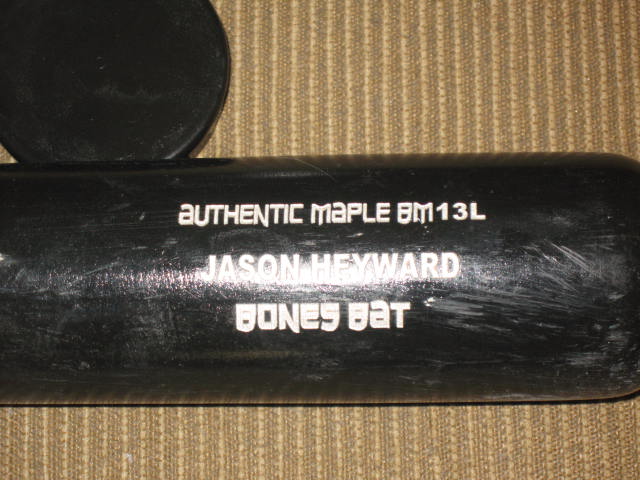 AUTHENTIC MAPLE BM13L
JASON HEYWARD
BONES BAT